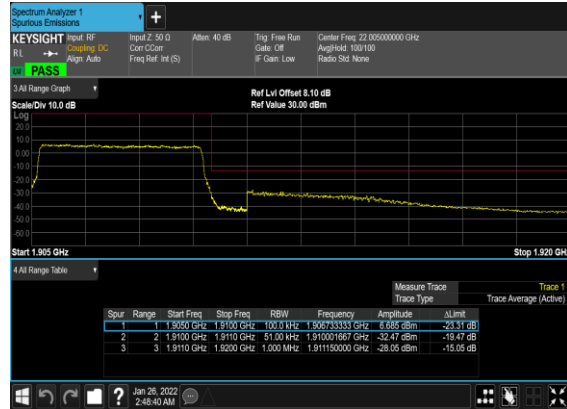 Spectrum Analyzer 1
Spurious Emissions
KEYSIGHT
RL
Input: RF
Coupling: DC
Align: Auto
Input Z: 50 Ω
Corr CCorr
Freq Ref: Int (S)
Atten: 40 dB
Trig: Free Run
Gate: Off
IF Gain: Low
Center Freq: 22.005000000 GHz
Avg|Hold: 100/100
Radio Std: None
PASS
3 All Range Graph
Scale/Div 10.0 dB
Ref Lvl Offset 8.10 dB
Ref Value 30.00 dBm
Log
20.0
10.0
0.00
-10.0
-20.0
-30.0
-40.0
-50.0
-60.0
Start 1.905 GHz
Stop 1.920 GH
4 All Range Table
Measure Trace Trace 1
Trace Type Trace Average (Active)
Spur Range Start Freq Stop Freq RBW Frequency Amplitude ΔLimit
1 1 1.9050 GHz 1.9100 GHz 100.0 kHz 1.906733333 GHz 6.685 dBm -23.31 dB
2 2 1.9100 GHz 1.9110 GHz 51.00 kHz 1.910001667 GHz -32.47 dBm -19.47 dB
3 3 1.9110 GHz 1.9200 GHz 1.000 MHz 1.911150000 GHz -28.05 dBm -15.05 dB
?
Jan 26, 2022
2:48:40 AM